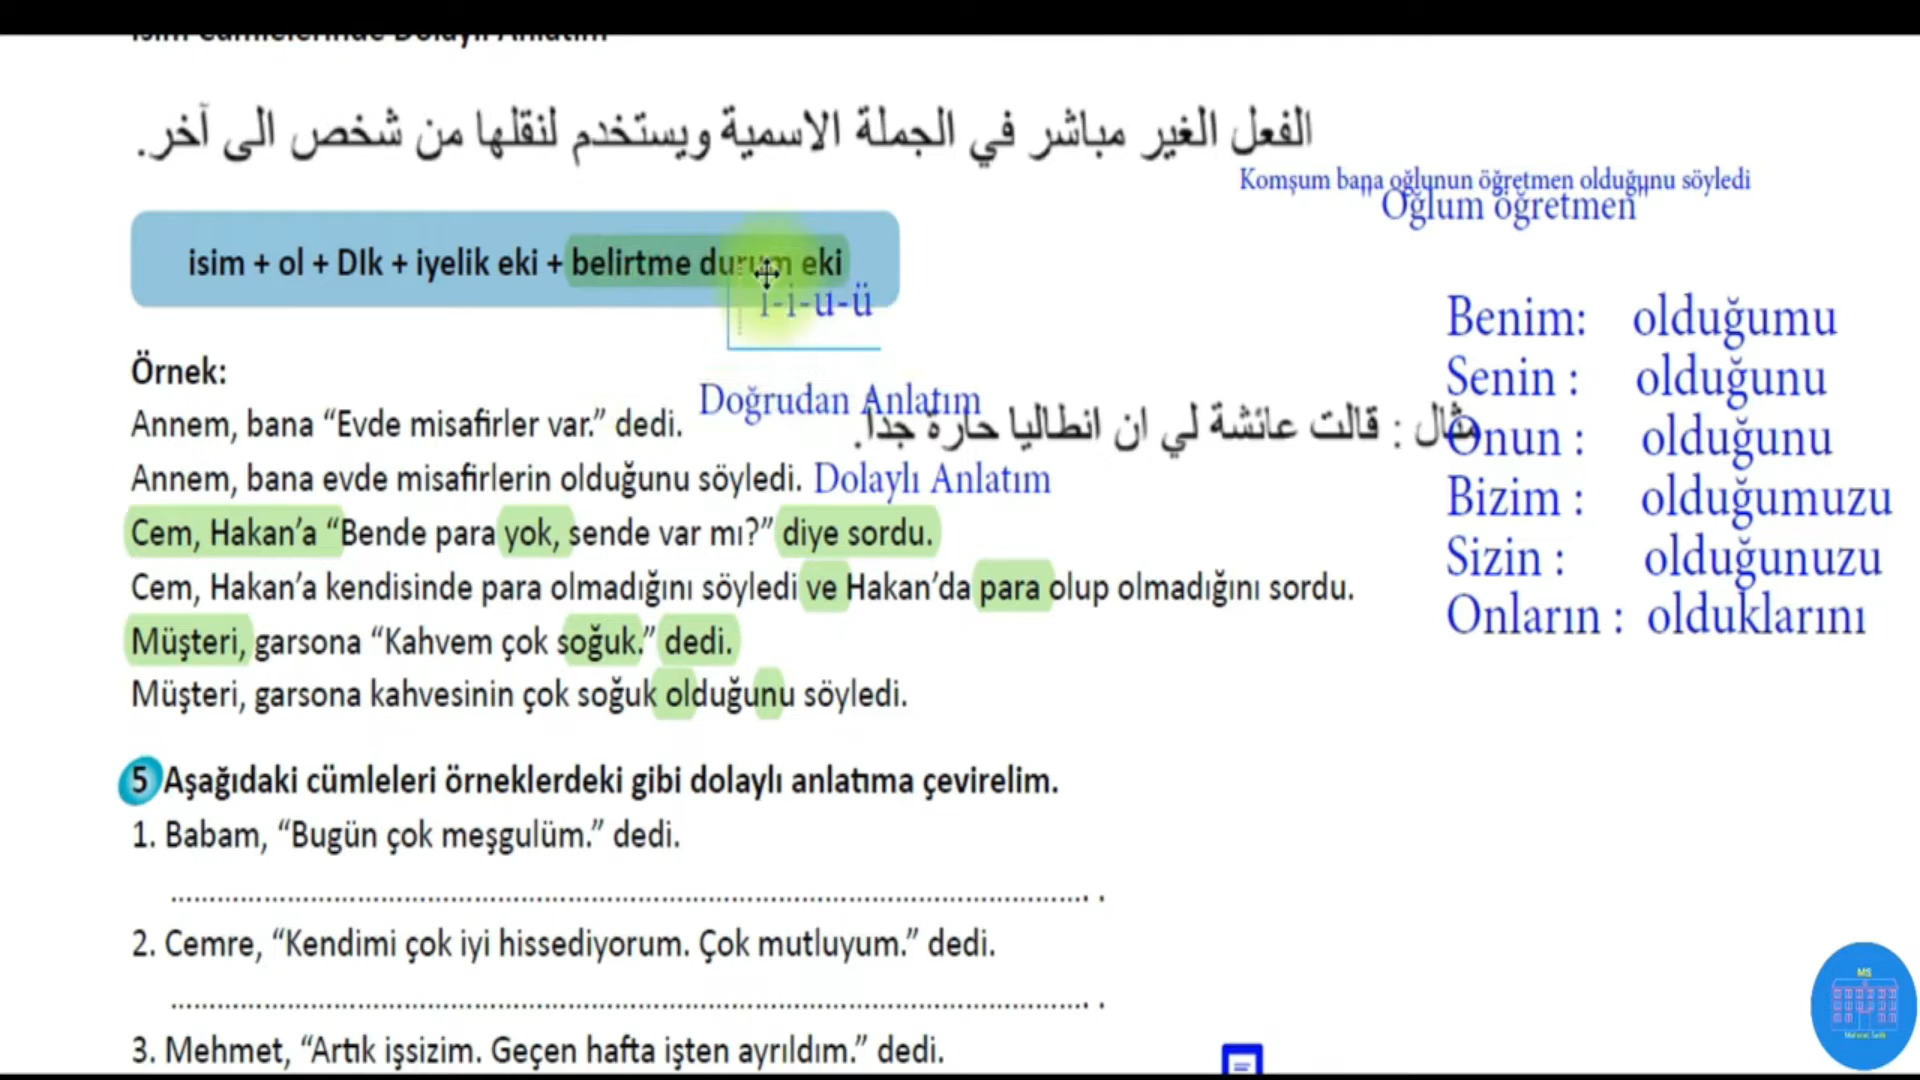 İsim Cümlelerinde Dolaylı Anlatım
الفعل الغير مباشر في الجملة الاسمية ويستخدم لنقلها من شخص الى آخر.
Komşum bana oğlunun öğretmen olduğunu söyledi
"Oğlum öğretmen"
isim + ol + DIk + iyelik eki + belirtme durum eki
ı-i-u-ü
Benim: olduğumu
Senin : olduğunu
Onun : olduğunu
Bizim : olduğumuzu
Sizin : olduğunuzu
Onların : olduklarını
Örnek:
Annem, bana “Evde misafirler var.” dedi. Doğrudan Anlatım
مثال : قالت عائشة لي ان انطاليا حارة جدا.
Annem, bana evde misafirlerin olduğunu söyledi. Dolaylı Anlatım
Cem, Hakan’a “Bende para yok, sende var mı?” diye sordu.
Cem, Hakan’a kendisinde para olmadığını söyledi ve Hakan’da para olup olmadığını sordu.
Müşteri, garsona “Kahvem çok soğuk.” dedi.
Müşteri, garsona kahvesinin çok soğuk olduğunu söyledi.
5 Aşağıdaki cümleleri örneklerdeki gibi dolaylı anlatıma çevirelim.
1. Babam, “Bugün çok meşgulüm.” dedi.
2. Cemre, “Kendimi çok iyi hissediyorum. Çok mutluyum.” dedi.
3. Mehmet, “Artık işsizim. Geçen hafta işten ayrıldım.” dedi.
MS